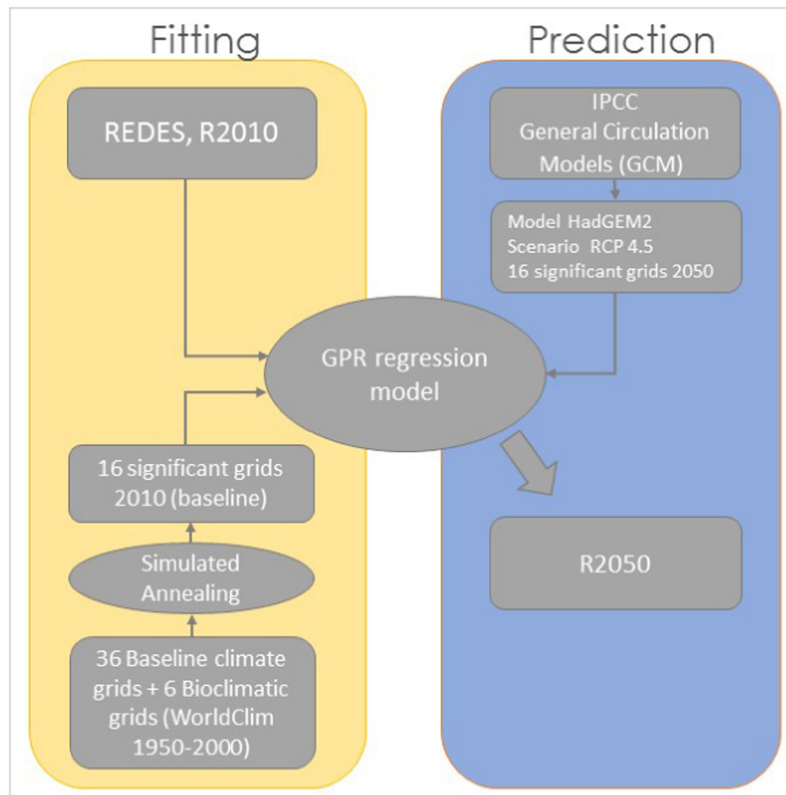 Fitting
REDES, R2010
16 significant grids
2010 (baseline)
Simulated
Annealing
36 Baseline climate
grids + 6 Bioclimatic
grids (WorldClim
1950-2000)
GPR regression
model
Prediction
IPCC
General Circulation
Models (GCM)
Model HadGEM2
Scenario RCP 4.5
16 significant grids 2050
R2050